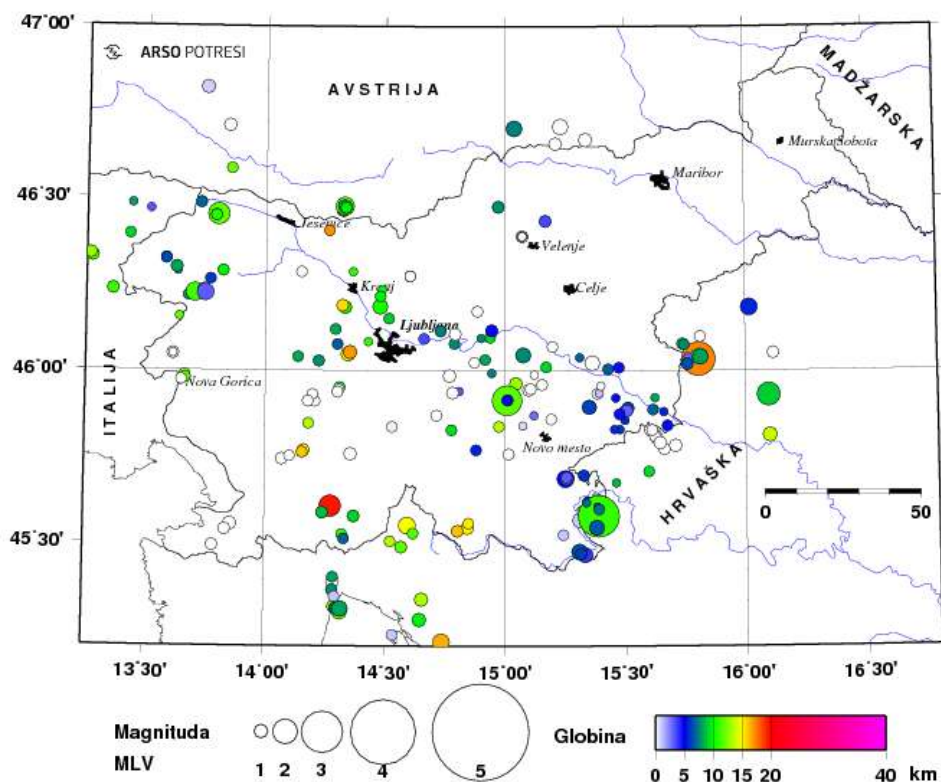 47°00'
ARSO POTRESI
AVSTRIJA
MADŽARSKA
Murska Sobota
46°30'
Maribor
Jesenice
Velenje
Kranj
Celje
Ljubljana
46°00'
ITALIJA
Nova Gorica
Novo mesto
HRVAŠKA
0 50
45°30'
13°30' 14°00' 14°30' 15°00' 15°30' 16°00' 16°30'
Magnituda
MLV
1 2 3 4 5
Globina
0 5 10 15 20 40 km